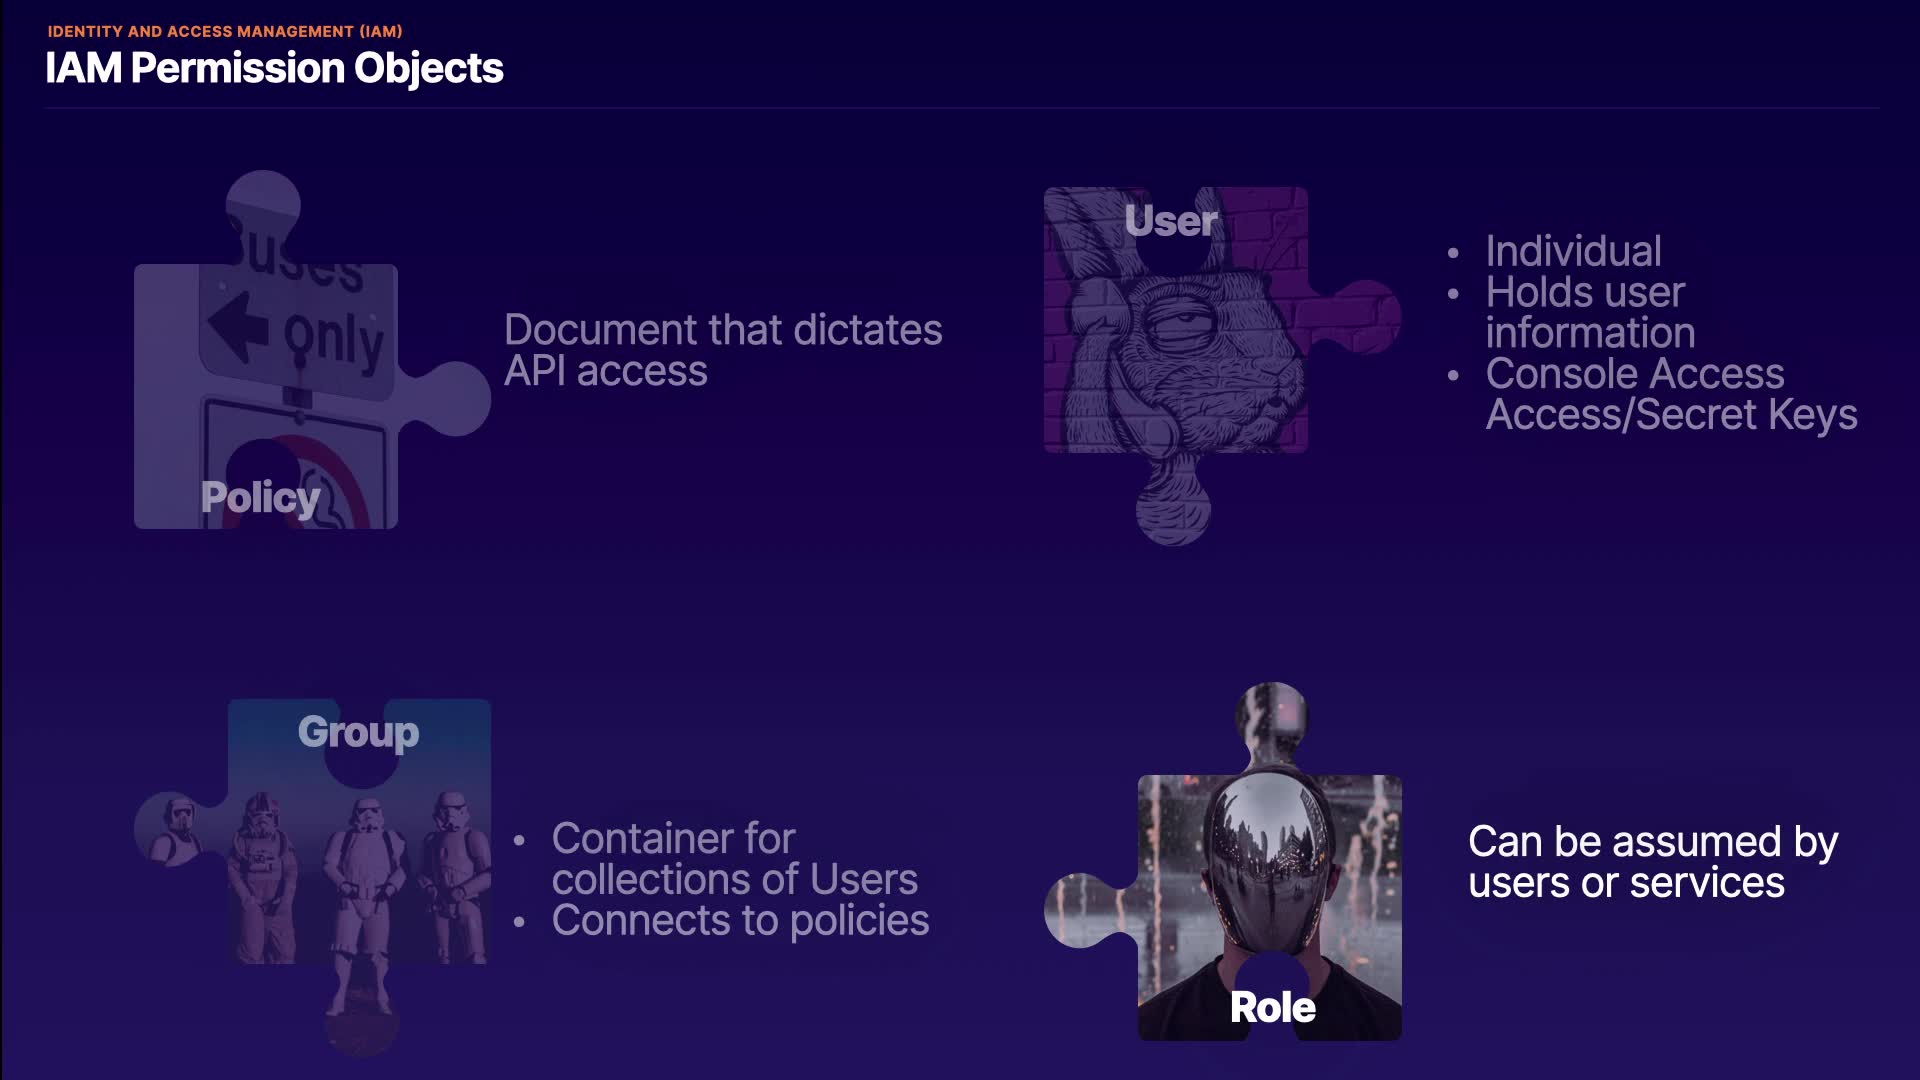 IDENTITY AND ACCESS MANAGEMENT (IAM)
IAM Permission Objects
uses
only
Policy
Document that dictates
API access
User
• Individual
• Holds user
information
• Console Access
Access/Secret Keys
Group
• Container for
collections of Users
• Connects to policies
Role
Can be assumed by
users or services